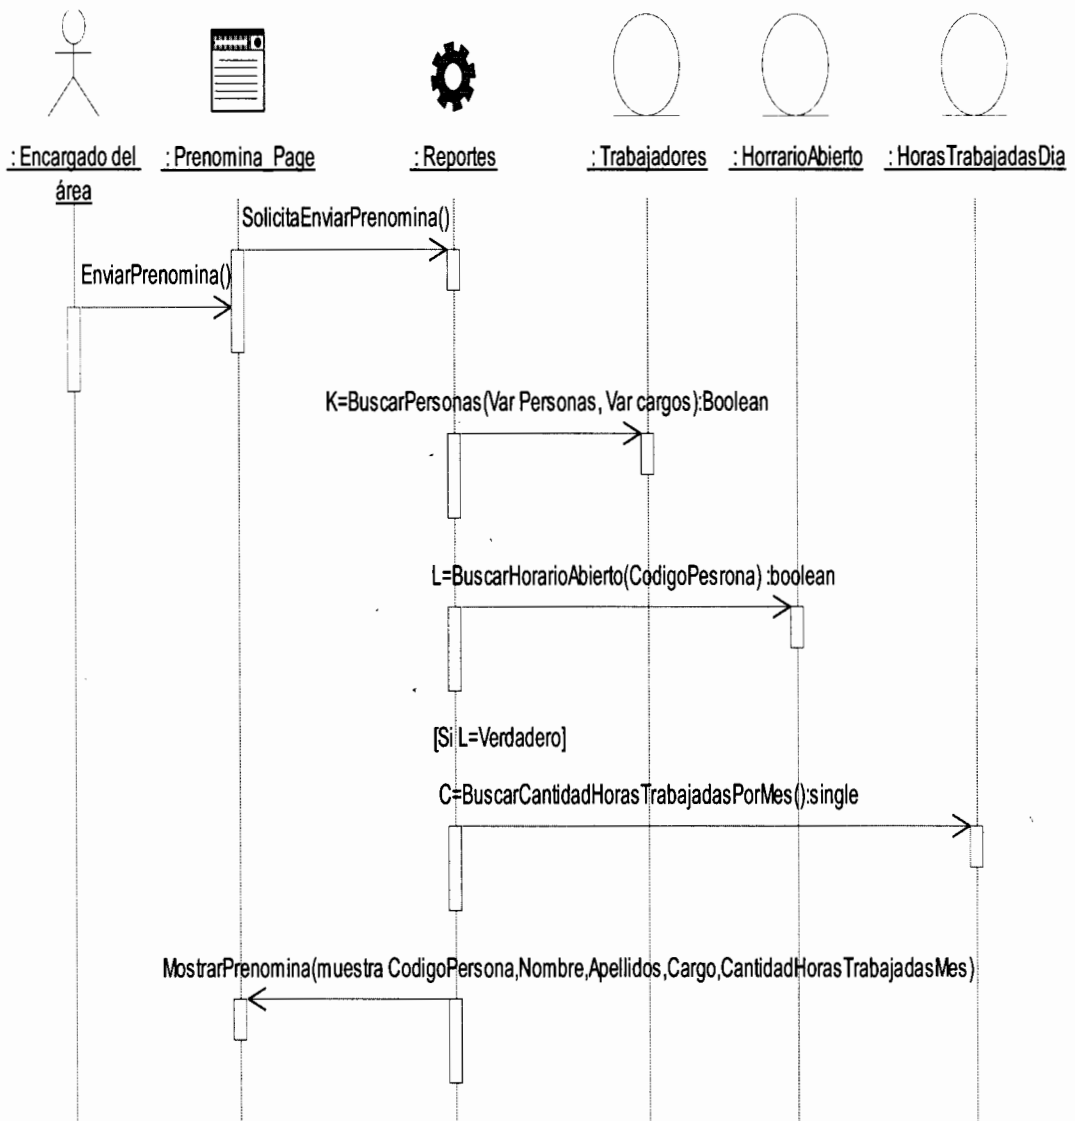 : Encargado del
área
: Prenomina_Page
: Reportes
: Trabajadores
: HorrarioAbierto
: HorasTrabajadasDia
SolicitaEnviarPrenomina()
EnviarPrenomina()
K=BuscarPersonas(Var Personas, Var cargos):Boolean
L=BuscarHorarioAbierto(CodigoPesrona) :boolean
[Si L=Verdadero]
C=BuscarCantidadHorasTrabajadasPorMes():single
MostrarPrenomina(muestra CodigoPersona,Nombre,Apellidos,Cargo,CantidadHorasTrabajadasMes)